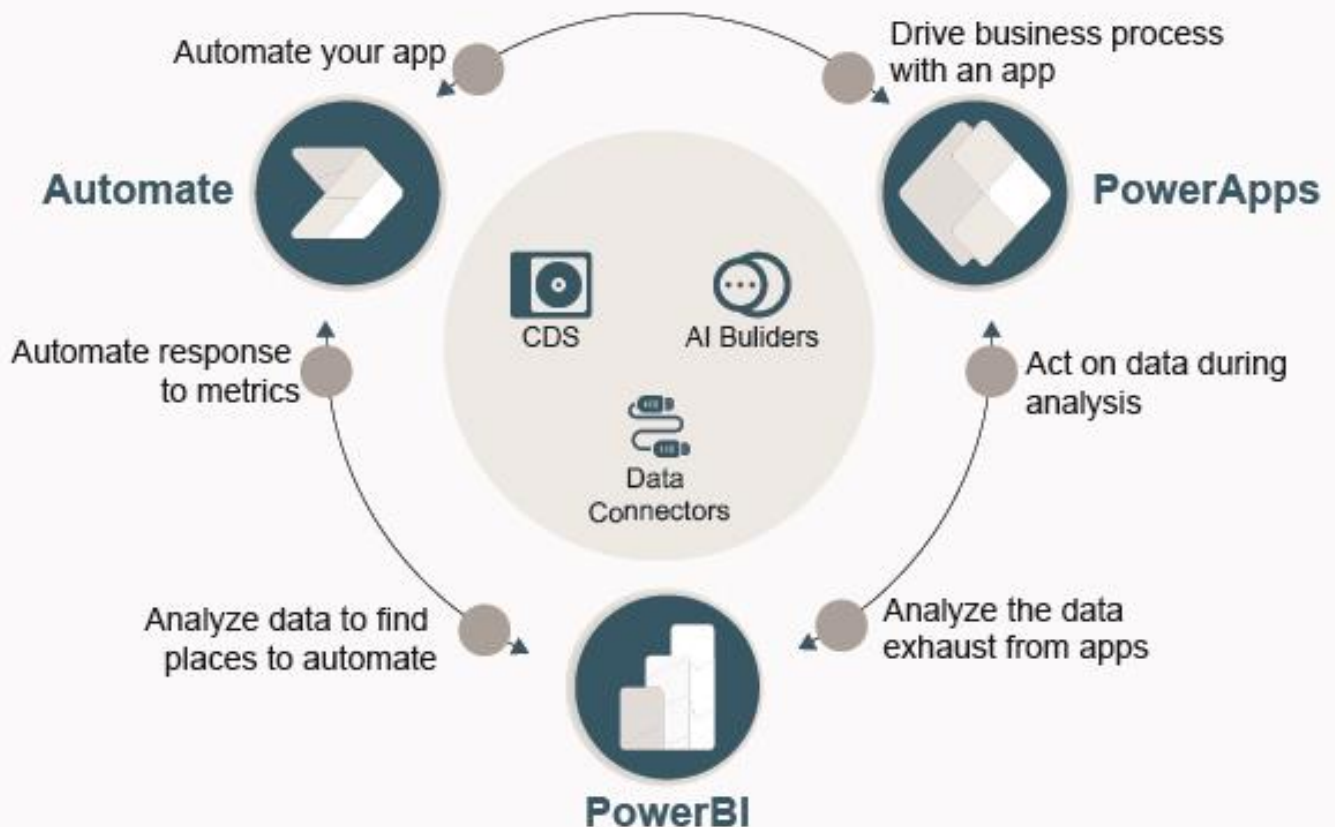 Automate your app
Drive business process
with an app
Automate
PowerApps
CDS
AI Buliders
Automate response
to metrics
Act on data during
analysis
Data
Connectors
Analyze data to find
places to automate
Analyze the data
exhaust from apps
PowerBI